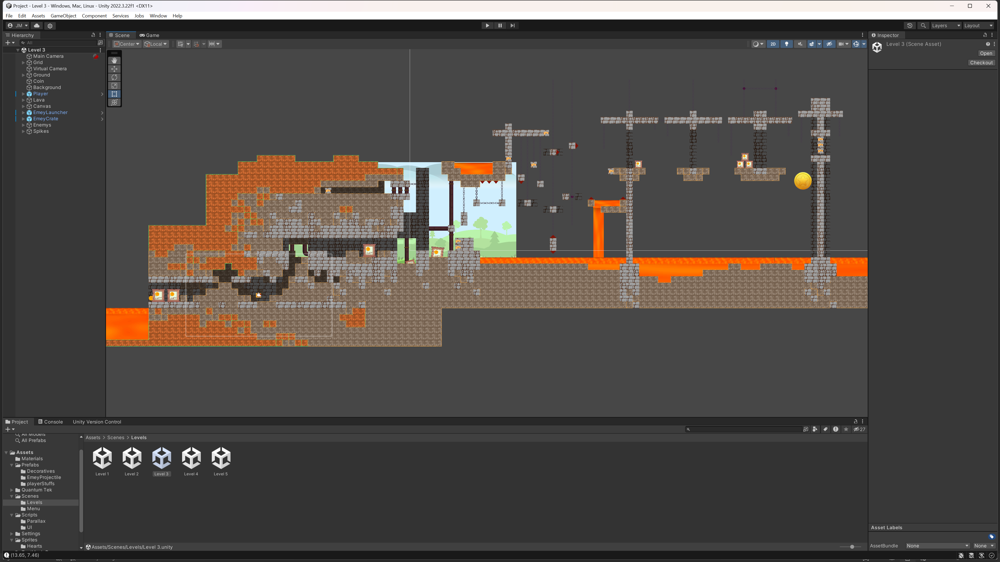 Project - Level 3 - Windows, Mac, Linux - Unity 2022.3.22f1 <DX11>
File Edit Assets GameObject Component Services Jobs Window Help
JM
Layers
Layout
Hierarchy
Scene
Game
Inspector
All
Center
Local
2D
Level 3 (Scene Asset)
Open
Checkout
Level 3
Main Camera
Grid
Virtual Camera
Ground
Coin
Background
Player
Lava
Canvas
EmeyLauncher
EmeyCrate
Enemys
Spikes
Project
Console
Unity Version Control
27
All Models
All Prefabs
Assets
Materials
Prefabs
Decoratives
EmeyProjectile
playerStuffs
Quantum Tek
Scenes
Levels
Menu
Scripts
Parallax
UI
Settings
Sprites
Hearts
Assets > Scenes > Levels
Level 1
Level 2
Level 3
Level 4
Level 5
Assets/Scenes/Levels/Level 3.unity
Asset Labels
AssetBundle
None
None
(13.65, 7.46)